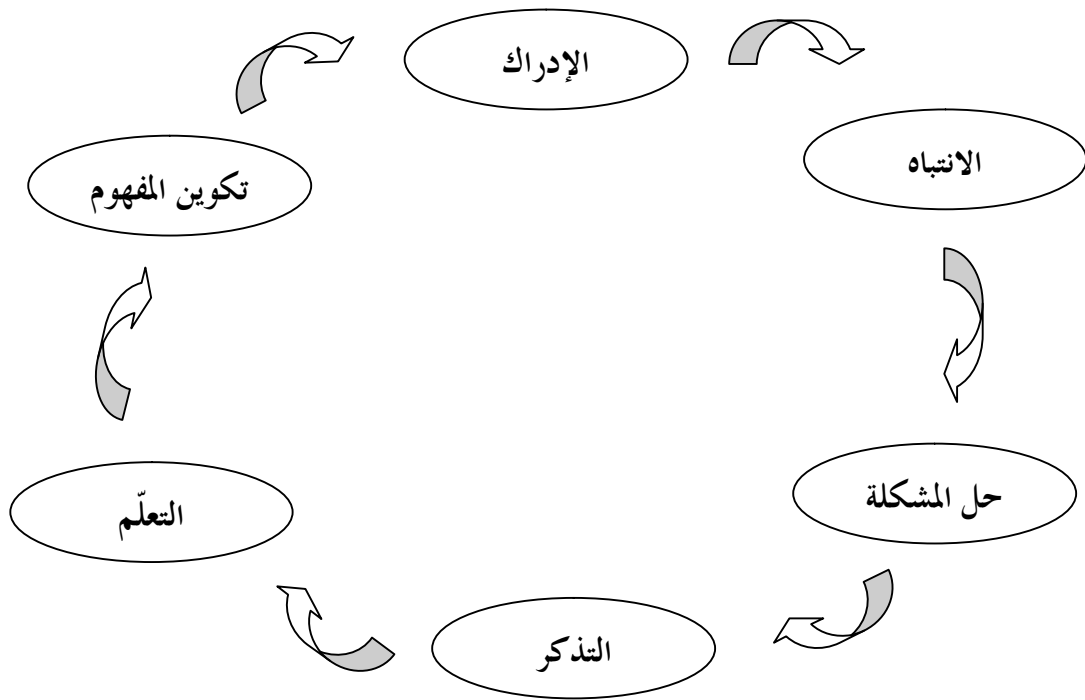 الإدراك
الانتباه
حل المشكلة
التذكر
التعلّم
تكوين المفهوم